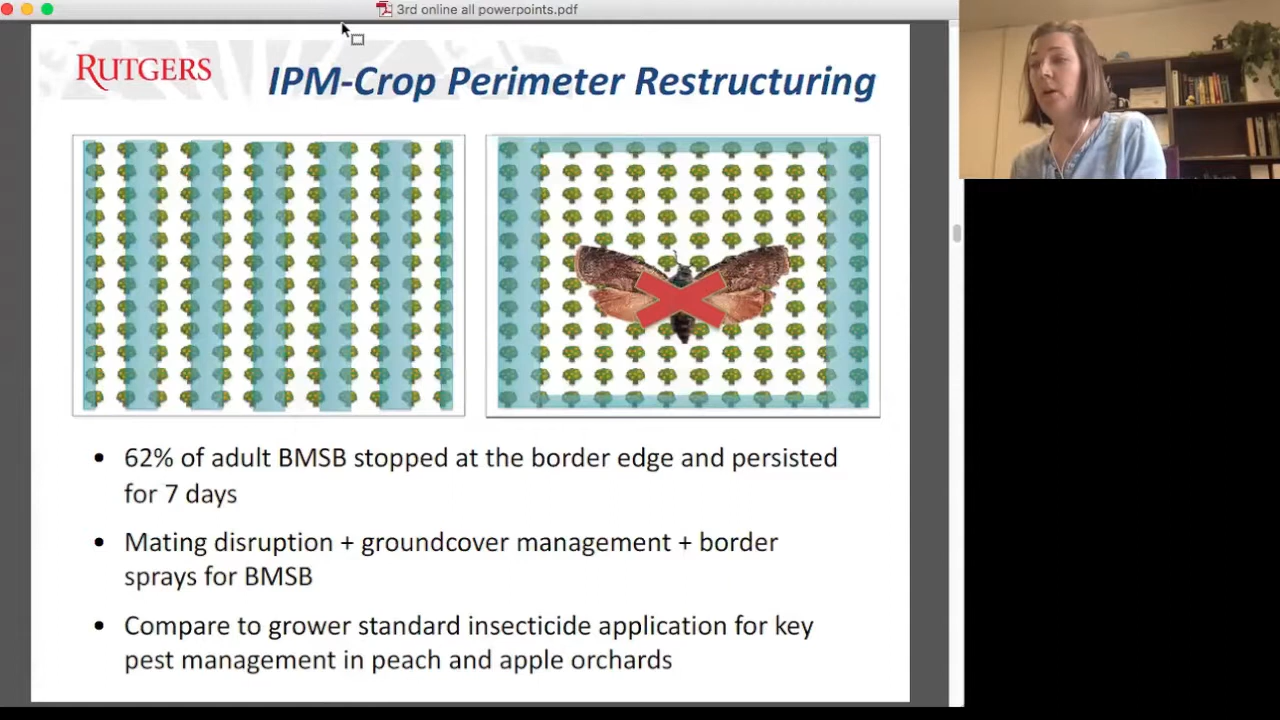 3rd online all powerpoints.pdf
RUTGERS
IPM-Crop Perimeter Restructuring
• 62% of adult BMSB stopped at the border edge and persisted
for 7 days
• Mating disruption + groundcover management + border
sprays for BMSB
• Compare to grower standard insecticide application for key
pest management in peach and apple orchards